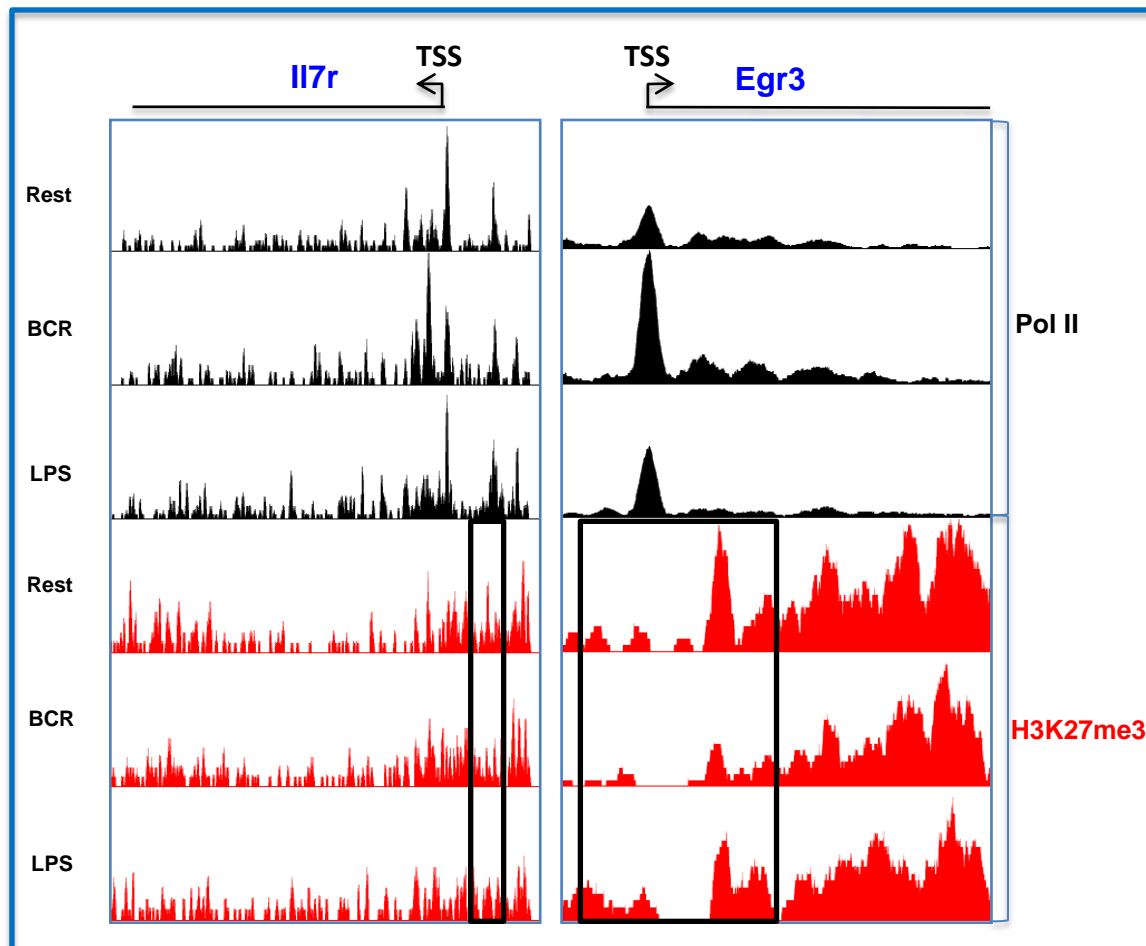 TSS
TSS
Il7r
Egr3
Rest
BCR
Pol II
LPS
Rest
BCR
H3K27me3
LPS